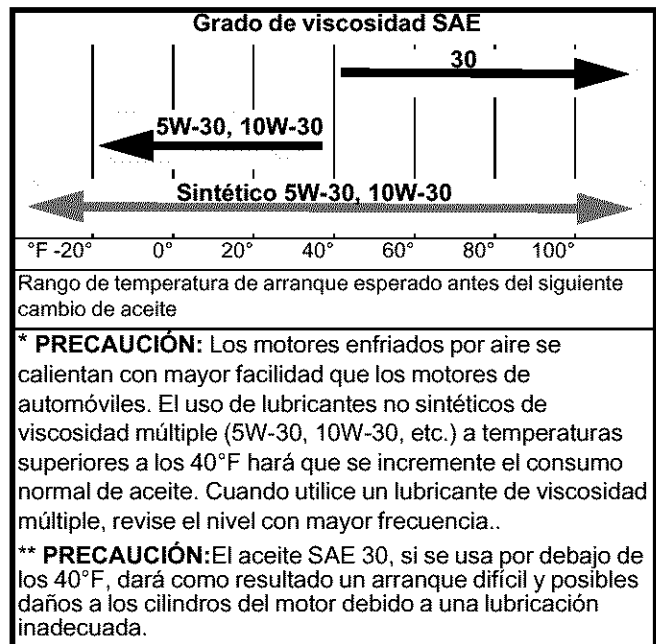 Grado de viscosidad SAE
30
5W-30, 10W-30
Sintético 5W-30, 10W-30
°F -20° 0° 20° 40° 60° 80° 100°
Rango de temperatura de arranque esperado antes del siguiente
cambio de aceite
* PRECAUCIÓN: Los motores enfriados por aire se
calientan con mayor facilidad que los motores de
automóviles. El uso de lubricantes no sintéticos de
viscosidad múltiple (5W-30, 10W-30, etc.) a temperaturas
superiores a los 40°F hará que se incremente el consumo
normal de aceite. Cuando utilice un lubricante de viscosidad
múltiple, revise el nivel con mayor frecuencia..
** PRECAUCIÓN:El aceite SAE 30, si se usa por debajo de
los 40°F, dará como resultado un arranque difícil y posibles
daños a los cilindros del motor debido a una lubricación
inadecuada.